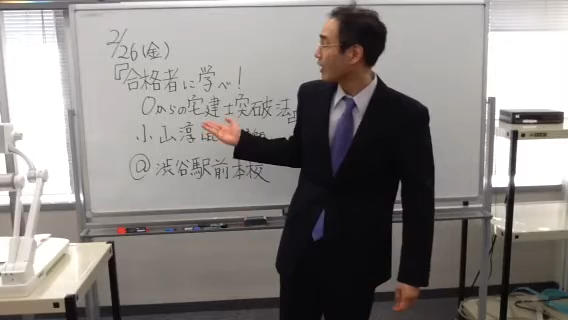 2/26(金)
『合格者に学べ!
0からの宅建士突破法
小山淳
@渋谷駅前本校